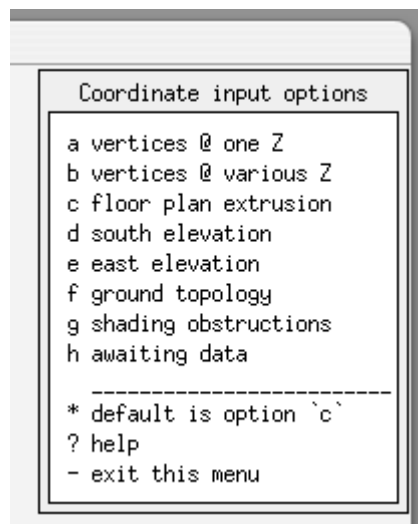 Coordinate input options
a vertices @ one Z
b vertices @ various Z
c floor plan extrusion
d south elevation
e east elevation
f ground topology
g shading obstructions
h awaiting data
_________________________
* default is option `c`
? help
- exit this menu